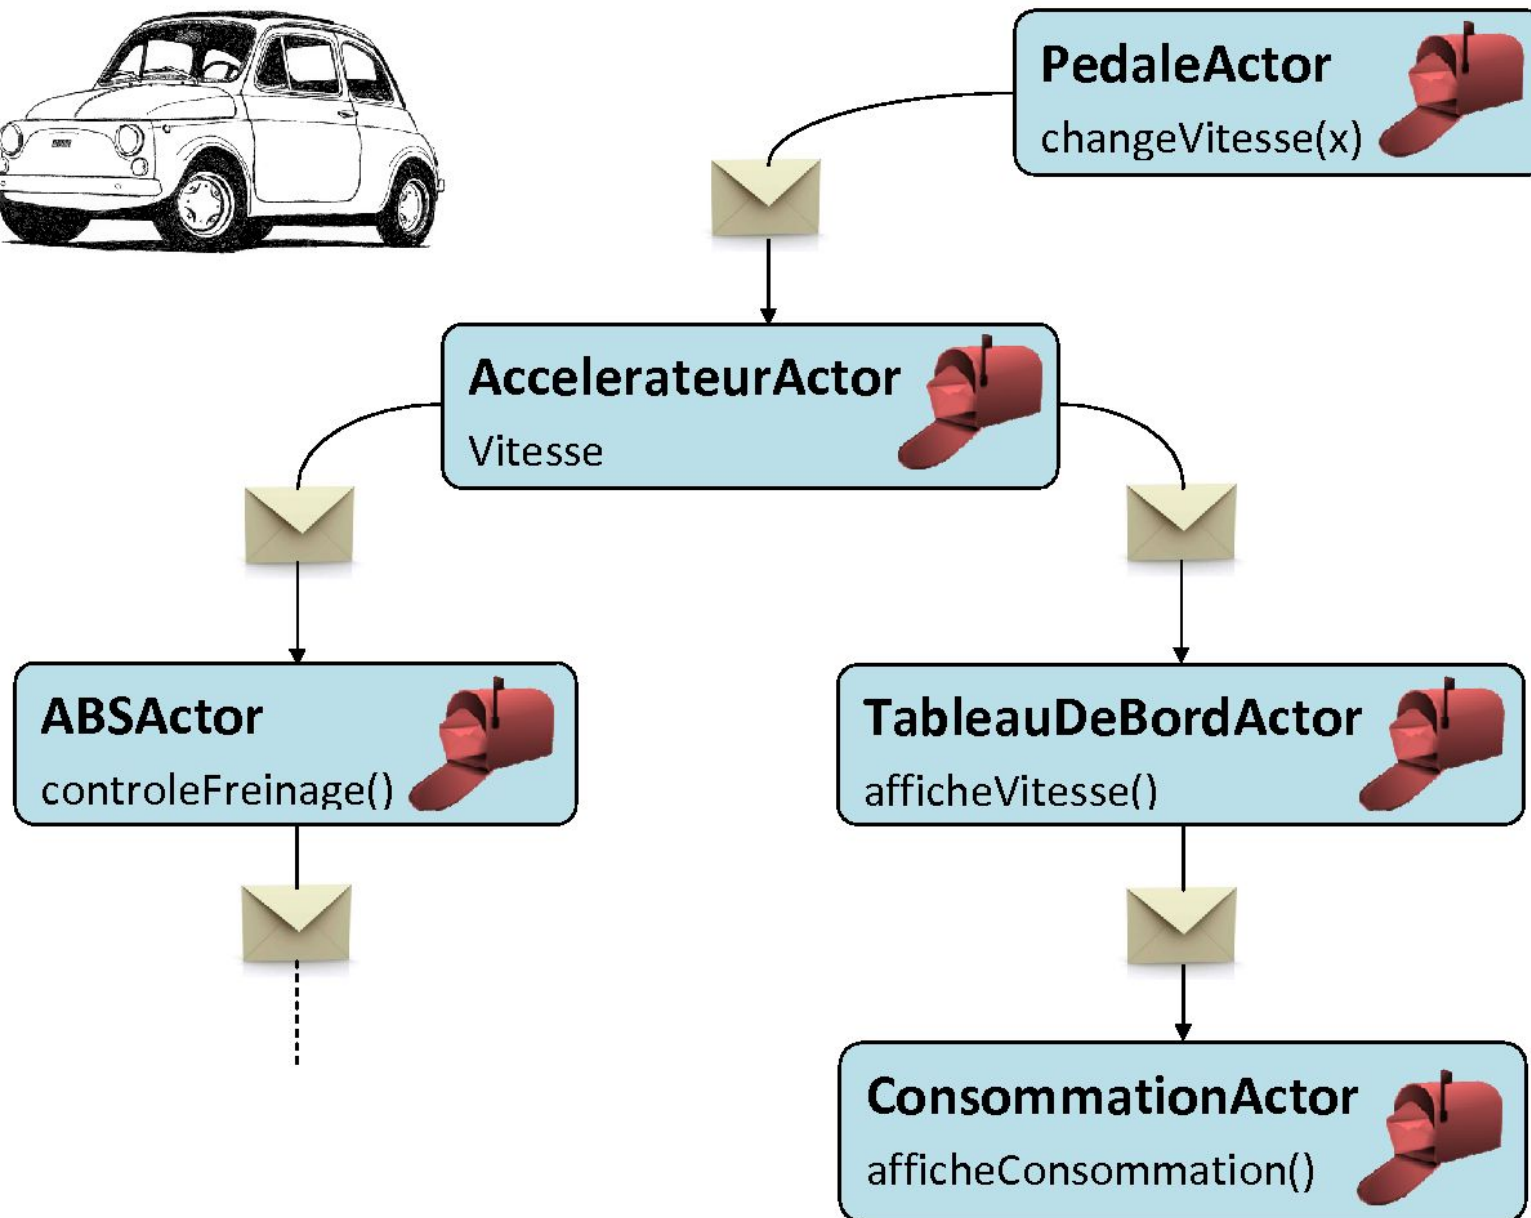 PedaleActor
changeVitesse(x)
AccelerateurActor
Vitesse
ABSActor
controleFreinage()
TableauDeBordActor
afficheVitesse()
ConsommationActor
afficheConsommation()